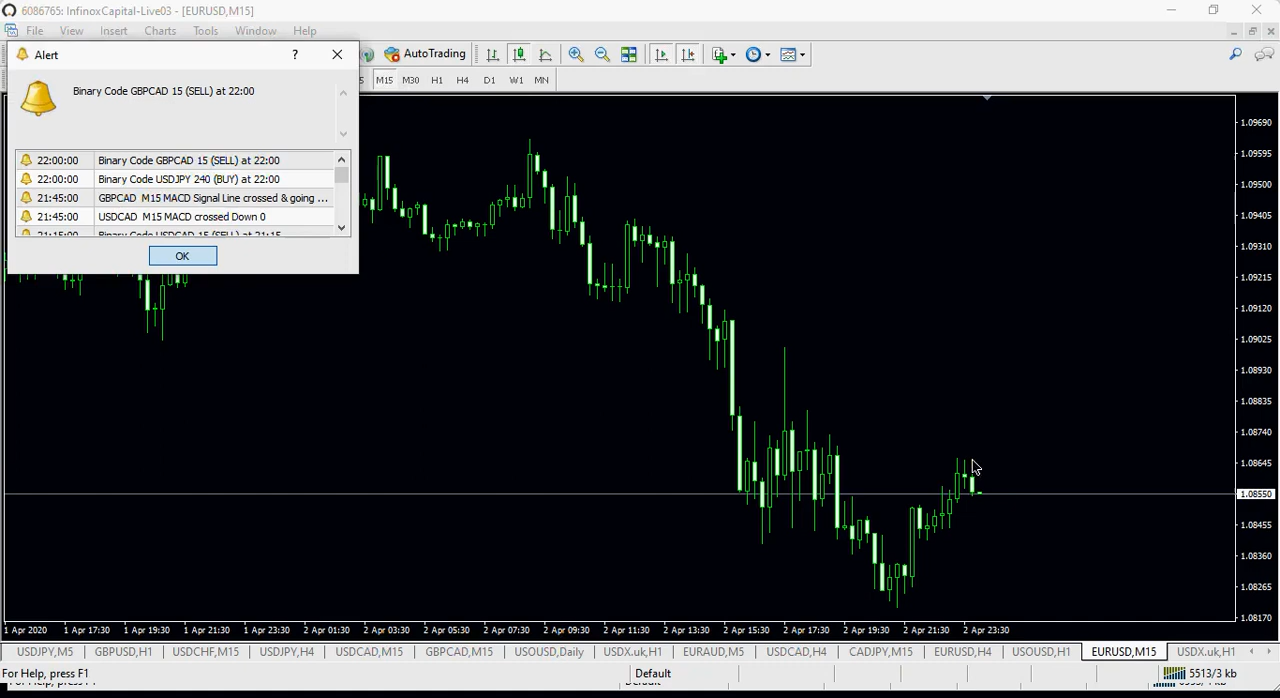 6086765: InfinoxCapital-Live03 - [EURUSD,M15]
File View Insert Charts Tools Window Help
Alert
?
AutoTrading
M15 M30 H1 H4 D1 W1 MN
Binary Code GBPCAD 15 (SELL) at 22:00
22:00:00 Binary Code GBPCAD 15 (SELL) at 22:00
22:00:00 Binary Code USDJPY 240 (BUY) at 22:00
21:45:00 GBPCAD M15 MACD Signal Line crossed & going ...
21:45:00 USDCAD M15 MACD crossed Down 0
21:15:00 Binary Code USDCAD 15 (SELL) at 21:15
OK
1.09690
1.09595
1.09500
1.09405
1.09310
1.09215
1.09120
1.09025
1.08930
1.08835
1.08740
1.08645
1.08550
1.08455
1.08360
1.08265
1.08170
1 Apr 2020 1 Apr 17:30 1 Apr 19:30 1 Apr 21:30 1 Apr 23:30 2 Apr 01:30 2 Apr 03:30 2 Apr 05:30 2 Apr 07:30 2 Apr 09:30 2 Apr 11:30 2 Apr 13:30 2 Apr 15:30 2 Apr 17:30 2 Apr 19:30 2 Apr 21:30 2 Apr 23:30
USDJPY,M5 GBPUSD,H1 USDCHF,M15 USDJPY,H4 USDCAD,M15 GBPCAD,M15 USOUSD,Daily USDX.uk,H1 EURAUD,M5 USDCAD,H4 CADJPY,M15 EURUSD,H4 USOUSD,H1 EURUSD,M15 USDX.uk,H1
For Help, press F1 Default 5513/3 kb